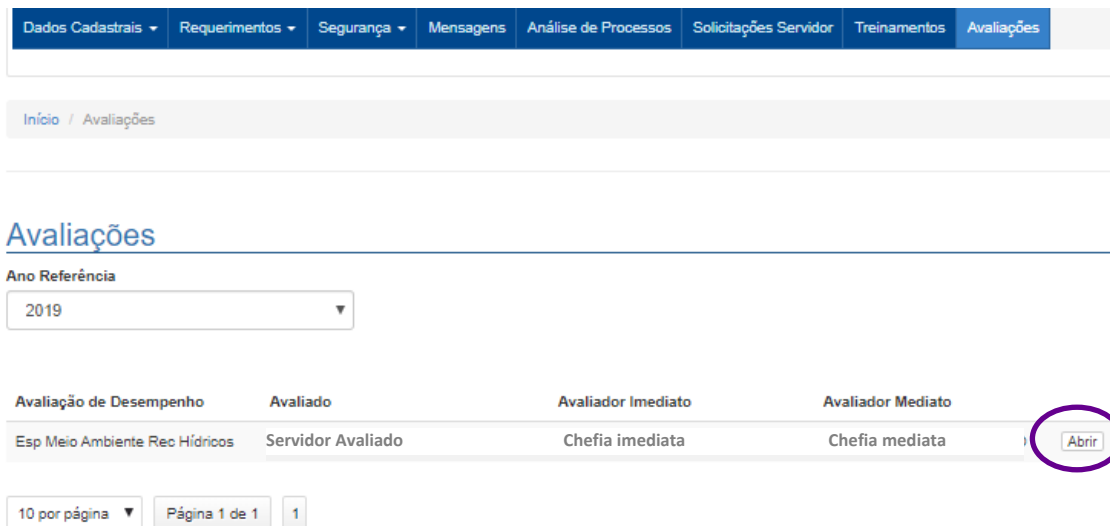 Dados Cadastrais Requerimentos Segurança Mensagens Análise de Processos Solicitações Servidor Treinamentos Avaliações
Início / Avaliações
Avaliações
Ano Referência
2019
Avaliação de Desempenho Avaliado Avaliador Imediato Avaliador Mediato
Esp Meio Ambiente Rec Hídricos Servidor Avaliado Chefia imediata Chefia mediata Abrir
10 por página Página 1 de 1 1